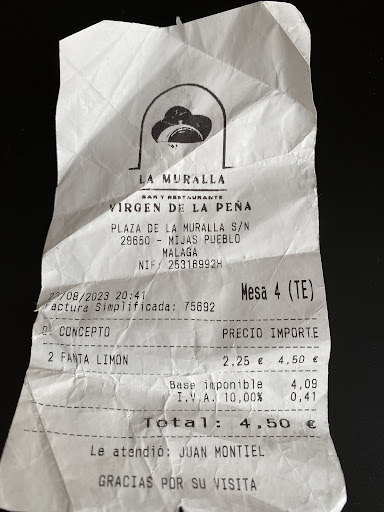 LA MURALLA
BAR Y RESTAURANTE
VIRGEN DE LA PEÑA
PLAZA DE LA MURALLA S/N
29650 - MIJAS PUEBLO
MALAGA
NIF: 25316992H
Mesa 4 (TE)
22/08/2023 20:41
Factura Simplificada: 75692
CONCEPTO PRECIO IMPORTE
2 FANTA LIMON 2,25 € 4,50 €
Base imponible 4,09
I.V.A. 10,00% 0,41
Total: 4,50 €
Le atendió: JUAN MONTIEL
GRACIAS POR SU VISITA